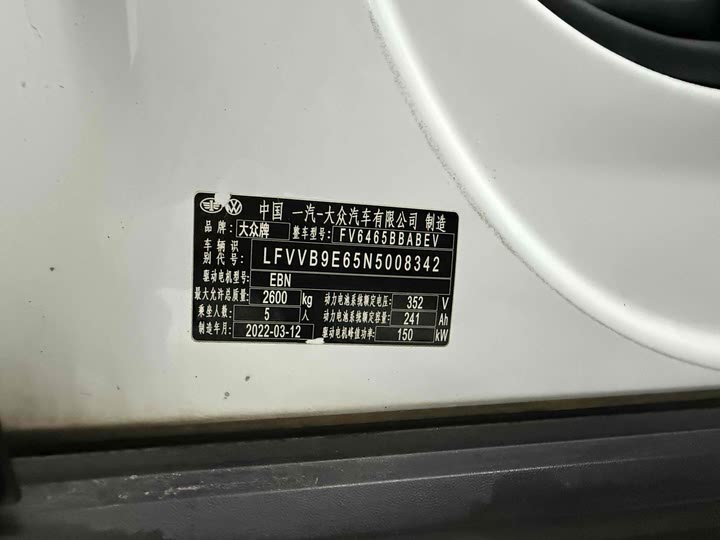 中国 一汽-大众汽车有限公司 制造
品牌: 大众牌 整车型号: FV6465BBABEV
车辆识别代号: LFVVB9E65N5008342
驱动电机型号: EBN
最大允许总质量: 2600 kg 动力电池系统额定电压: 352 V
乘坐人数: 5 人 动力电池系统额定容量: 241 Ah
制造年月: 2022-03-12 驱动电机峰值功率: 150 kW